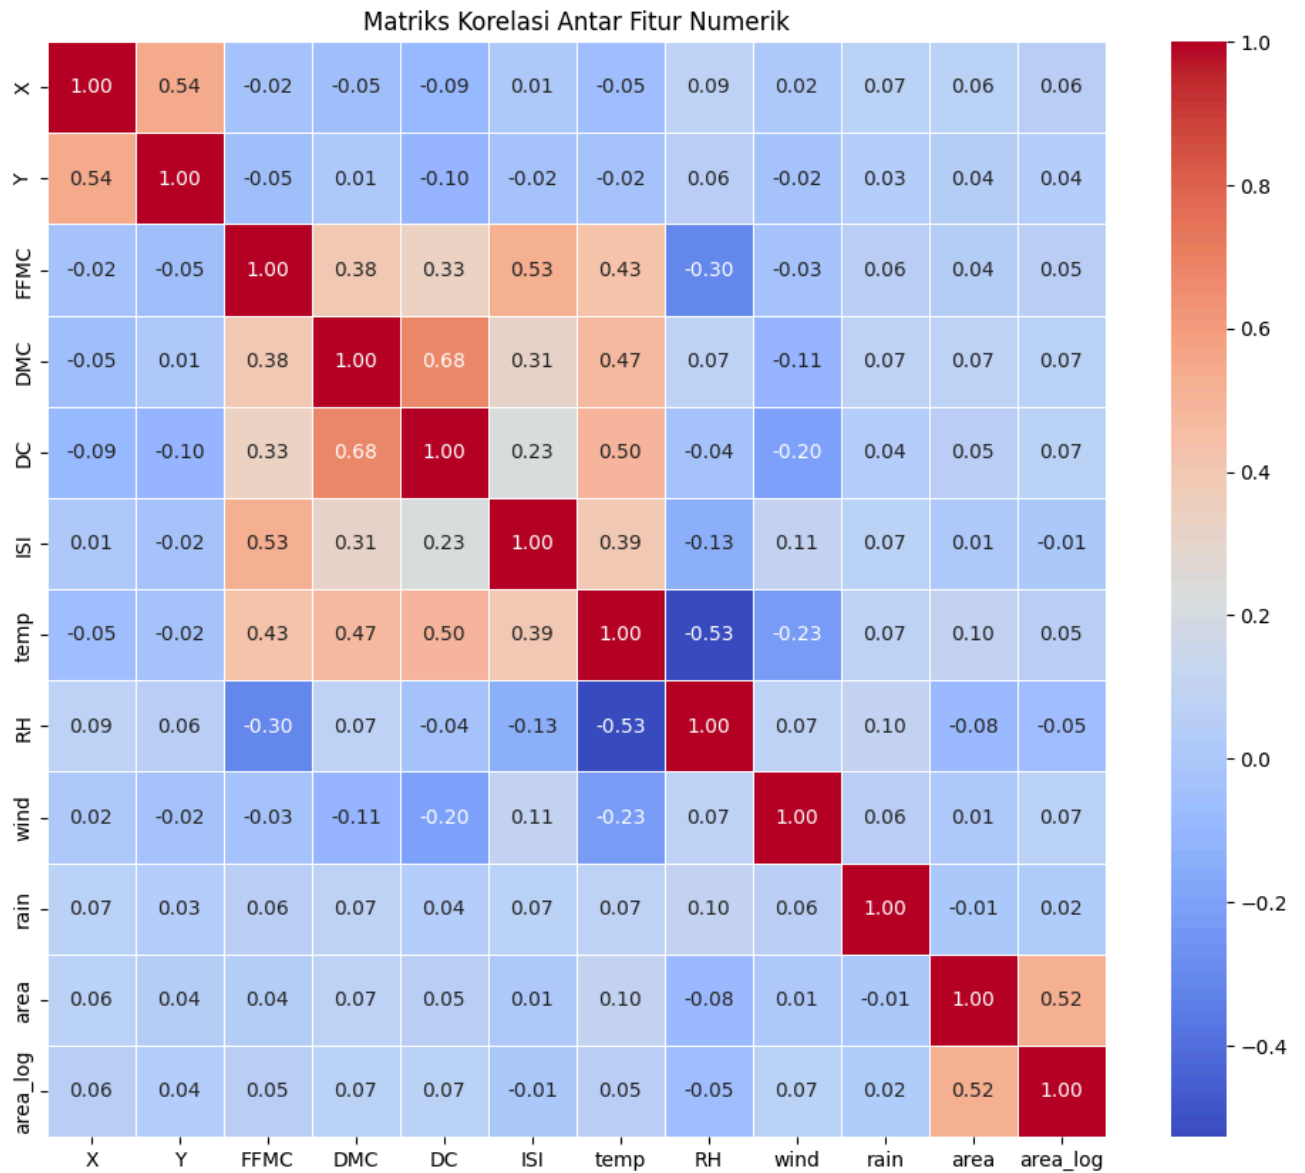 Matriks Korelasi Antar Fitur Numerik
X 1.00 0.54 -0.02 -0.05 -0.09 0.01 -0.05 0.09 0.02 0.07 0.06 0.06
Y 0.54 1.00 -0.05 0.01 -0.10 -0.02 -0.02 0.06 -0.02 0.03 0.04 0.04
FFMC -0.02 -0.05 1.00 0.38 0.33 0.53 0.43 -0.30 -0.03 0.06 0.04 0.05
DMC -0.05 0.01 0.38 1.00 0.68 0.31 0.47 0.07 -0.11 0.07 0.07 0.07
DC -0.09 -0.10 0.33 0.68 1.00 0.23 0.50 -0.04 -0.20 0.04 0.05 0.07
ISI 0.01 -0.02 0.53 0.31 0.23 1.00 0.39 -0.13 0.11 0.07 0.01 -0.01
temp -0.05 -0.02 0.43 0.47 0.50 0.39 1.00 -0.53 -0.23 0.07 0.10 0.05
RH 0.09 0.06 -0.30 0.07 -0.04 -0.13 -0.53 1.00 0.07 0.10 -0.08 -0.05
wind 0.02 -0.02 -0.03 -0.11 -0.20 0.11 -0.23 0.07 1.00 0.06 0.01 0.07
rain 0.07 0.03 0.06 0.07 0.04 0.07 0.07 0.10 0.06 1.00 -0.01 0.02
area 0.06 0.04 0.04 0.07 0.05 0.01 0.10 -0.08 0.01 -0.01 1.00 0.52
area_log 0.06 0.04 0.05 0.07 0.07 -0.01 0.05 -0.05 0.07 0.02 0.52 1.00
X Y FFMC DMC DC ISI temp RH wind rain area area_log
1.0
0.8
0.6
0.4
0.2
0.0
−0.2
−0.4